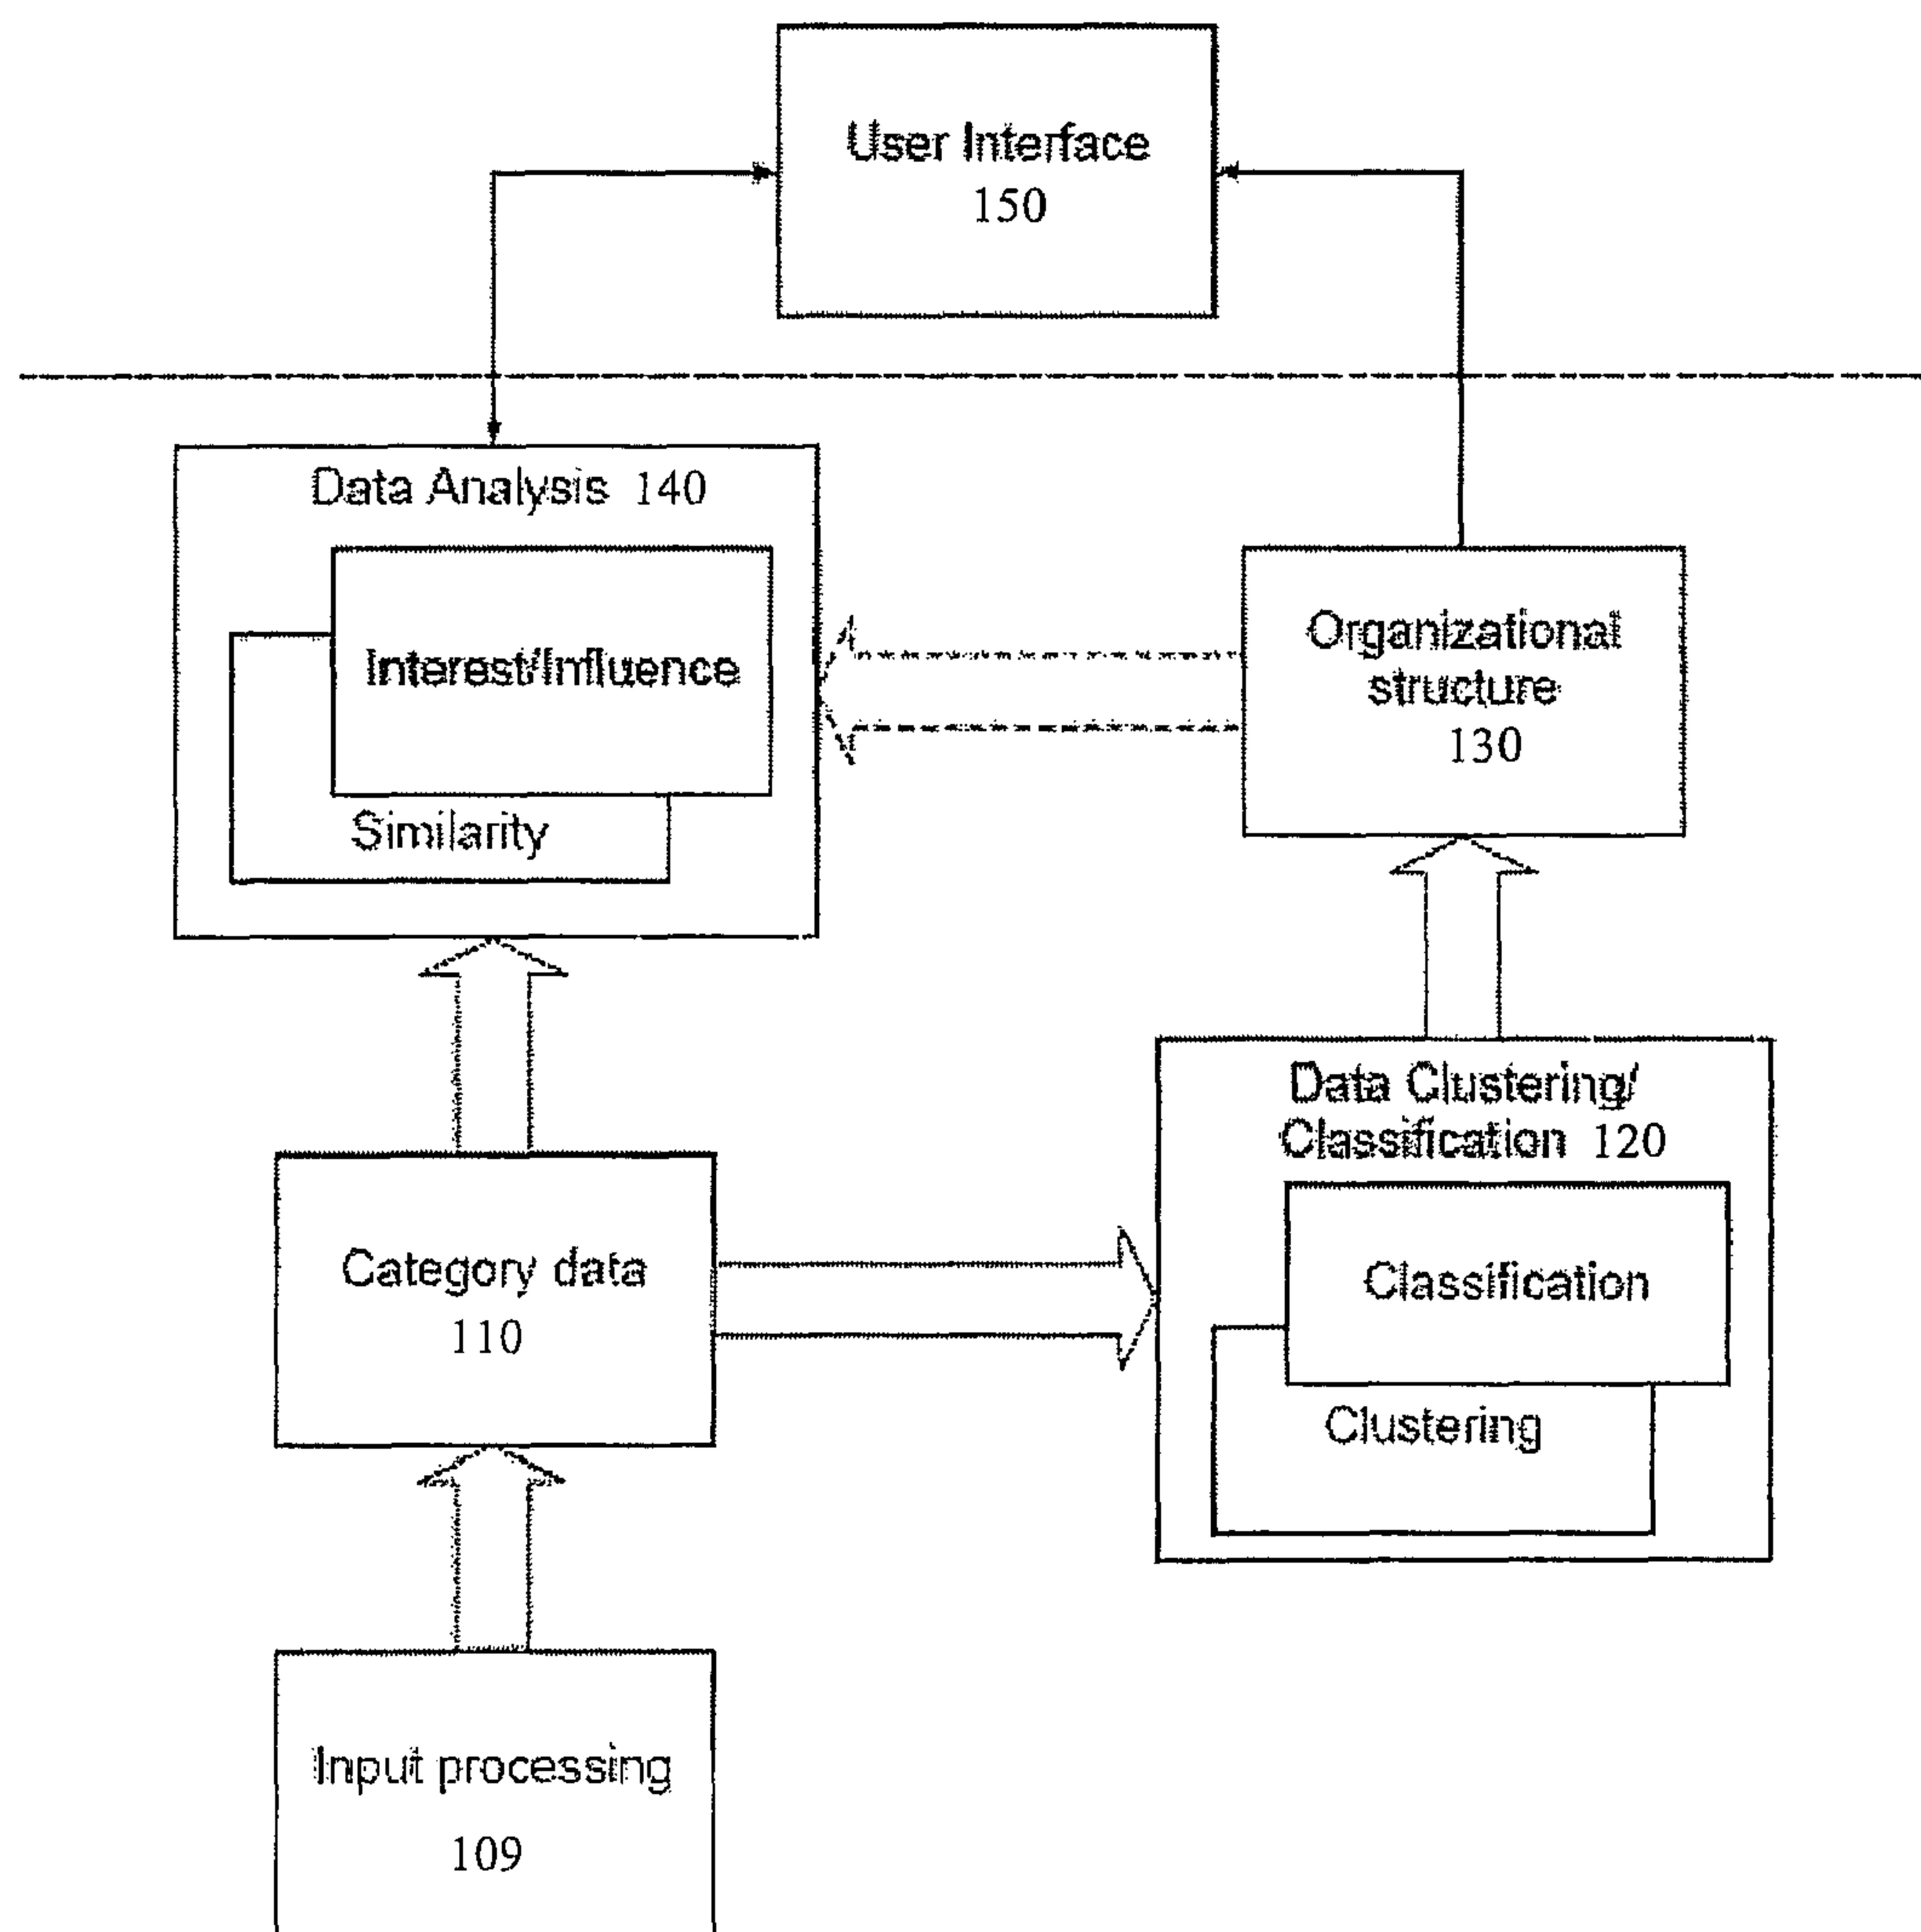 User Interface
150
Data Analysis 140
Interest/Influence
Similarity
Organizational
structure
130
Data Clustering/
Classification 120
Classification
Clustering
Category data
110
Input processing
109